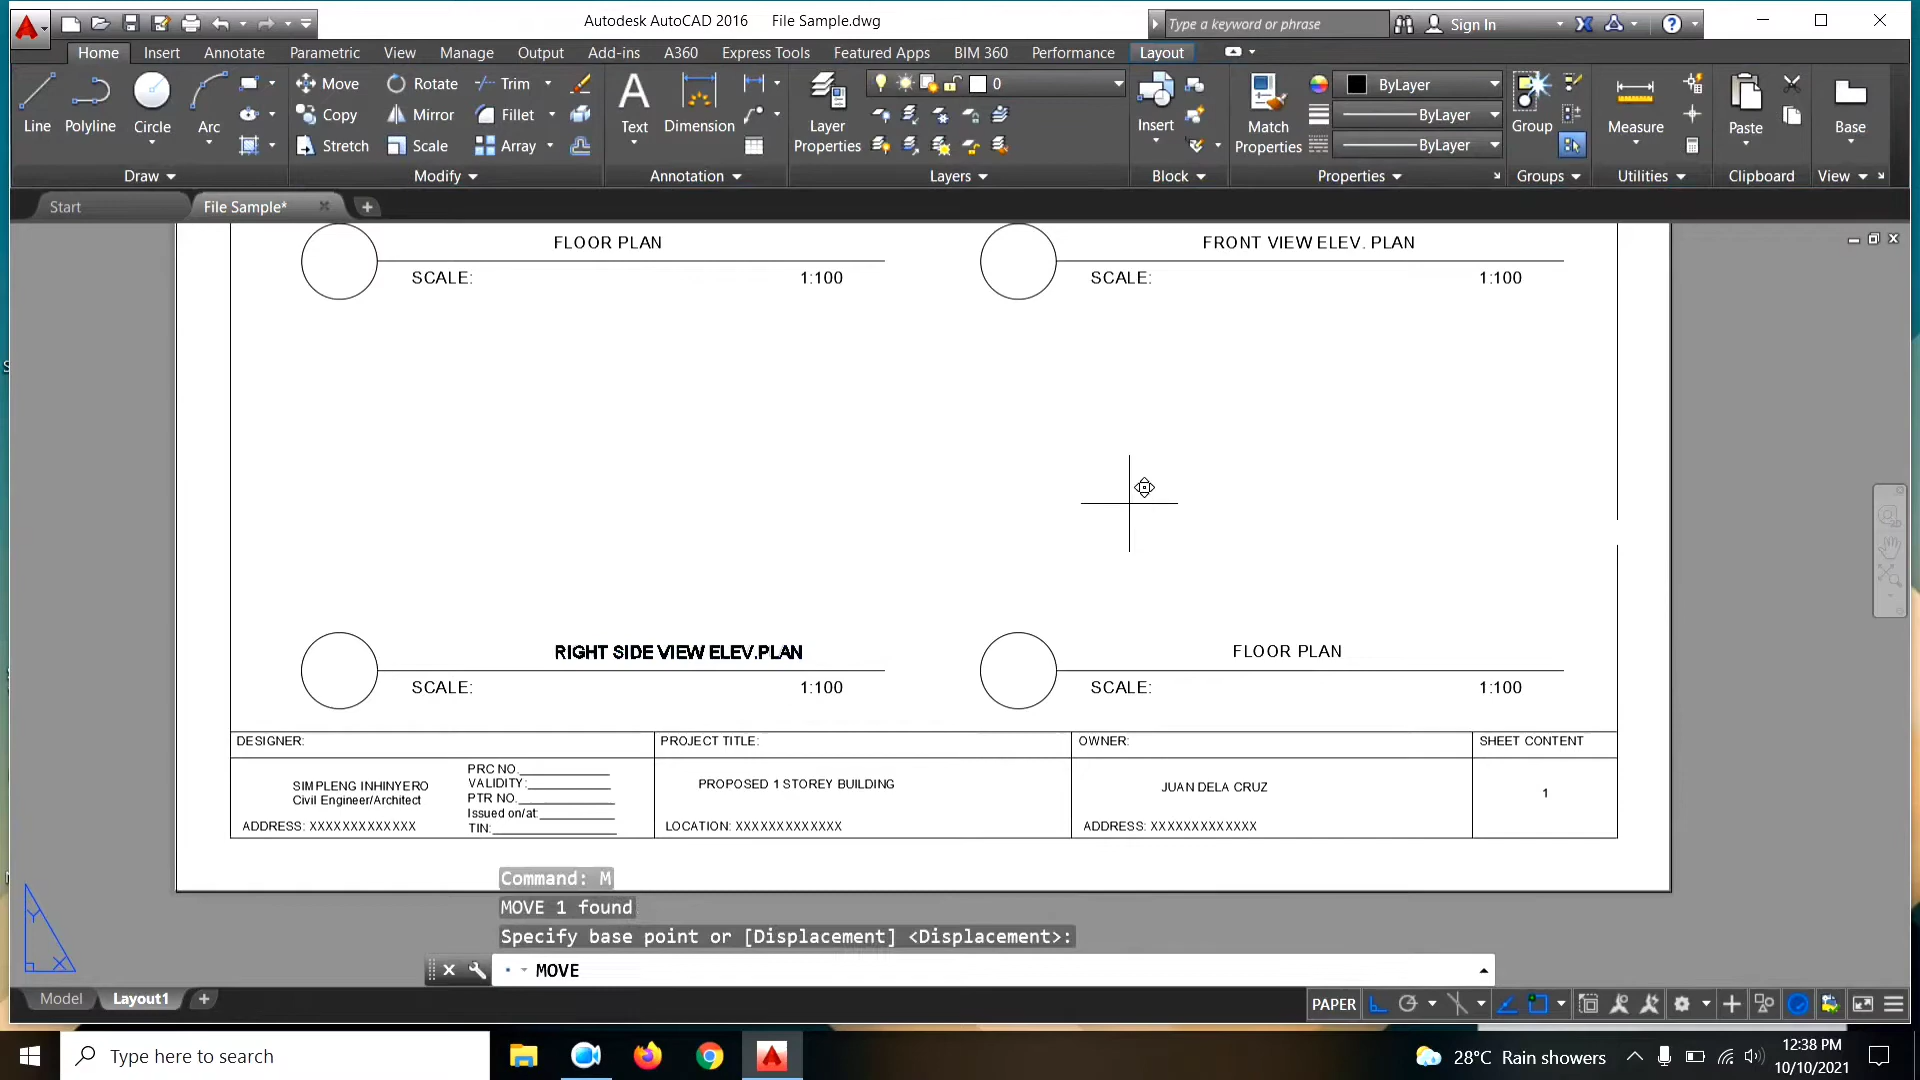 Autodesk AutoCAD 2016 File Sample.dwg
Type a keyword or phrase
Sign In
Home Insert Annotate Parametric View Manage Output Add-ins A360 Express Tools Featured Apps BIM 360 Performance Layout
Line Polyline Circle Arc
Move Rotate Trim
Copy Mirror Fillet
Stretch Scale Array
Text Dimension
Layer Properties
0
Insert
Match Properties
ByLayer
ByLayer
ByLayer
Group
Measure
Paste
Base
Draw Modify Annotation Layers Block Properties Groups Utilities Clipboard View
Start File Sample*
FLOOR PLAN
SCALE: 1:100
FRONT VIEW ELEV. PLAN
SCALE: 1:100
RIGHT SIDE VIEW ELEV.PLAN
SCALE: 1:100
FLOOR PLAN
SCALE: 1:100
DESIGNER:
SIMPLENG INHINYERO
Civil Engineer/Architect
ADDRESS: XXXXXXXXXXXXX
PRC NO.
VALIDITY:
PTR NO.
Issued on/at:
TIN:
PROJECT TITLE:
PROPOSED 1 STOREY BUILDING
LOCATION: XXXXXXXXXXXXX
OWNER:
JUAN DELA CRUZ
ADDRESS: XXXXXXXXXXXXX
SHEET CONTENT
1
Command: M
MOVE 1 found
Specify base point or [Displacement] <Displacement>:
MOVE
Y
X
Model Layout1
PAPER
Type here to search
28°C Rain showers
12:38 PM
10/10/2021